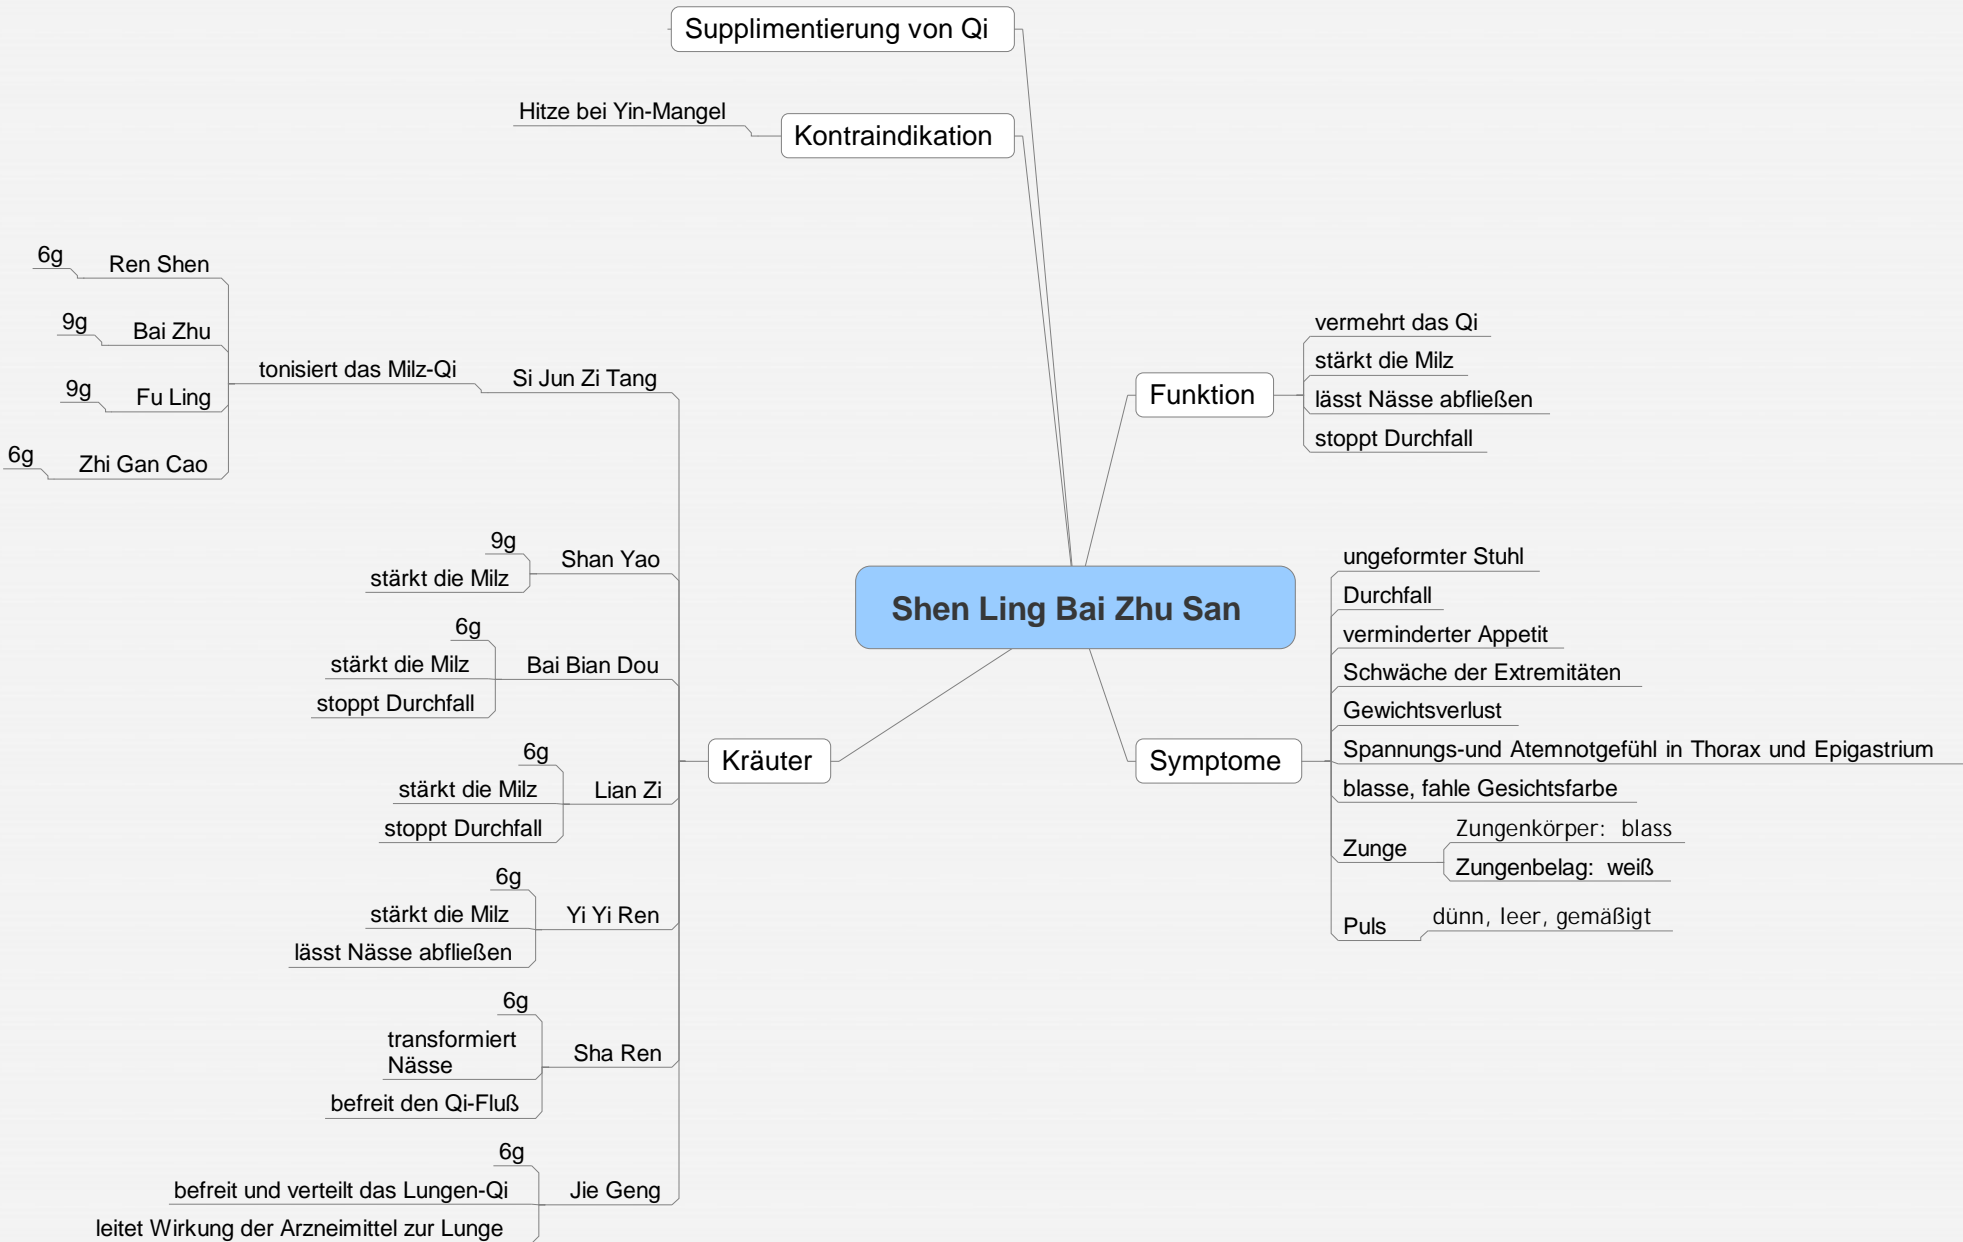 Supplimentierung von Qi
Hitze bei Yin-Mangel
Kontraindikation
6g
Ren Shen
9g
Bai Zhu
9g
Fu Ling
6g
Zhi Gan Cao
tonisiert das Milz-Qi
Si Jun Zi Tang
9g
stärkt die Milz
Shan Yao
6g
stärkt die Milz
stoppt Durchfall
Bai Bian Dou
6g
stärkt die Milz
stoppt Durchfall
Lian Zi
6g
stärkt die Milz
lässt Nässe abfließen
Yi Yi Ren
6g
transformiert
Nässe
befreit den Qi-Fluß
Sha Ren
6g
befreit und verteilt das Lungen-Qi
leitet Wirkung der Arzneimittel zur Lunge
Jie Geng
Kräuter
Shen Ling Bai Zhu San
Funktion
vermehrt das Qi
stärkt die Milz
lässt Nässe abfließen
stoppt Durchfall
Symptome
ungeformter Stuhl
Durchfall
verminderter Appetit
Schwäche der Extremitäten
Gewichtsverlust
Spannungs-und Atemnotgefühl in Thorax und Epigastrium
blasse, fahle Gesichtsfarbe
Zunge
Zungenkörper: blass
Zungenbelag: weiß
Puls
dünn, leer, gemäßigt